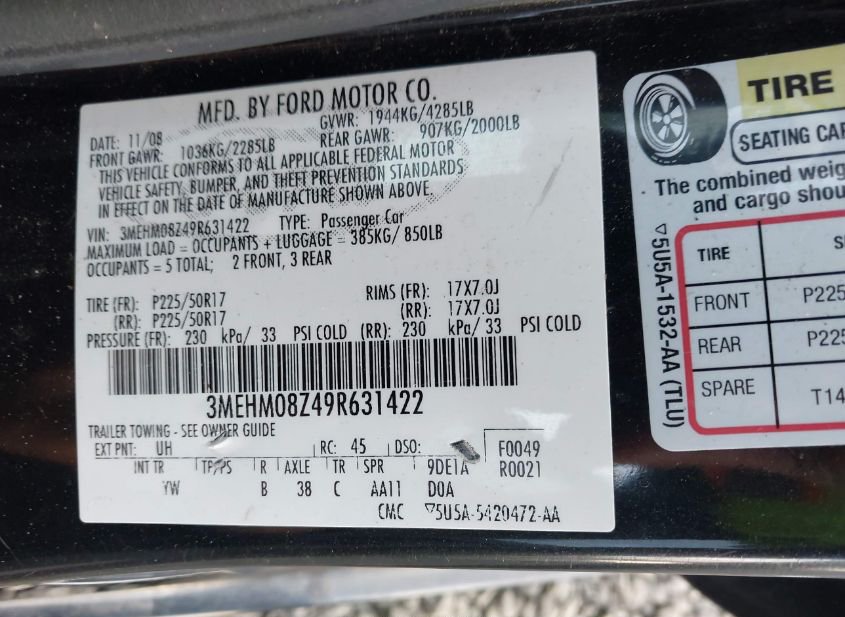 MFD. BY FORD MOTOR CO.
DATE: 11/08 GVWR: 1944KG/4285LB
FRONT GAWR: 1036KG/2285LB REAR GAWR: 907KG/2000LB
THIS VEHICLE CONFORMS TO ALL APPLICABLE FEDERAL MOTOR
VEHICLE SAFETY, BUMPER, AND THEFT PREVENTION STANDARDS
IN EFFECT ON THE DATE OF MANUFACTURE SHOWN ABOVE.
VIN: 3MEHM08Z49R631422 TYPE: Passenger Car
MAXIMUM LOAD = OCCUPANTS + LUGGAGE = 385KG/ 850LB
OCCUPANTS = 5 TOTAL; 2 FRONT, 3 REAR
TIRE (FR): P225/50R17 RIMS (FR): 17X7.0J
(RR): P225/50R17 (RR): 17X7.0J
PRESSURE (FR): 230 kPa/ 33 PSI COLD (RR): 230 kPa/ 33 PSI COLD
3MEHM08Z49R631422
TRAILER TOWING - SEE OWNER GUIDE
EXT PNT: UH RC: 45 DSO: F0049
INT TR TP/PS R AXLE TR SPR 9DE1A R0021
YW B 38 C AA11 D0A
CMC ▽5U5A-5420472-AA
TIRE
SEATING CAP
The combined weig
and cargo shou
▽5U5A-1532-AA (TLU)
TIRE S
FRONT P225
REAR P225
SPARE T14